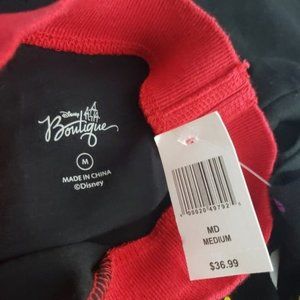 Disney
Boutique
M
MADE IN CHINA
©Disney
MD
MEDIUM
$36.99